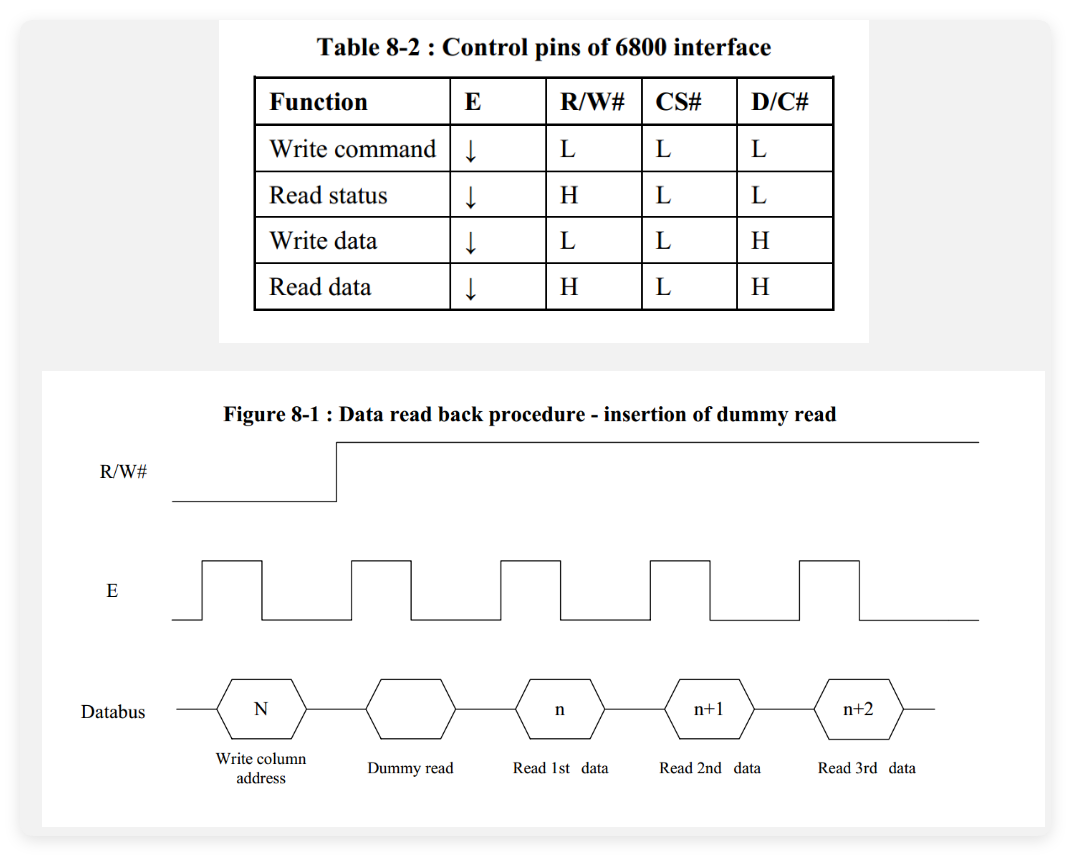 Table 8-2 : Control pins of 6800 interface
Function E R/W# CS# D/C#
Write command ↓ L L L
Read status ↓ H L L
Write data ↓ L L H
Read data ↓ H L H
Figure 8-1 : Data read back procedure - insertion of dummy read
R/W#
E
Databus N n n+1 n+2
Write column
address
Dummy read Read 1st data Read 2nd data Read 3rd data